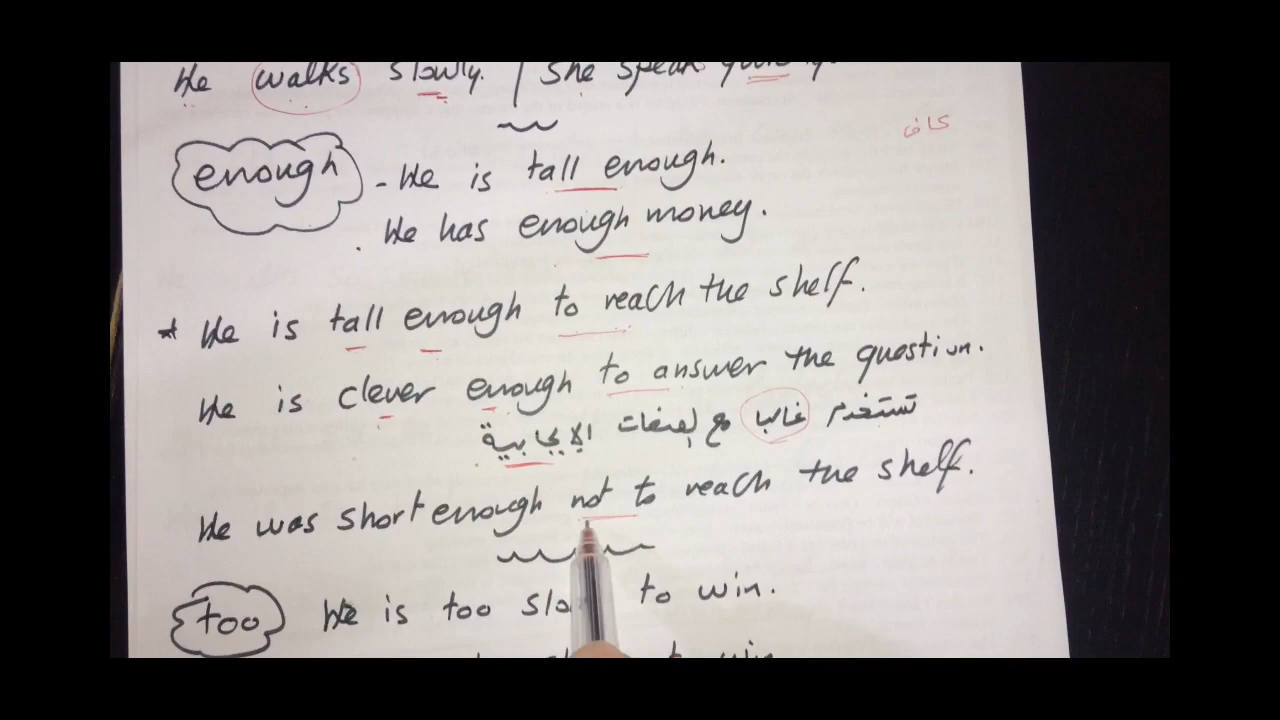 He walks slowly. | She speak
كاف
enough - He is tall enough.
. He has enough money.
* He is tall enough to reach the shelf.
He is clever enough to answer the question.
تستخدم غالبا مع الصفات الإيجابية
He was short enough not to reach the shelf.
too He is too to win.
to win